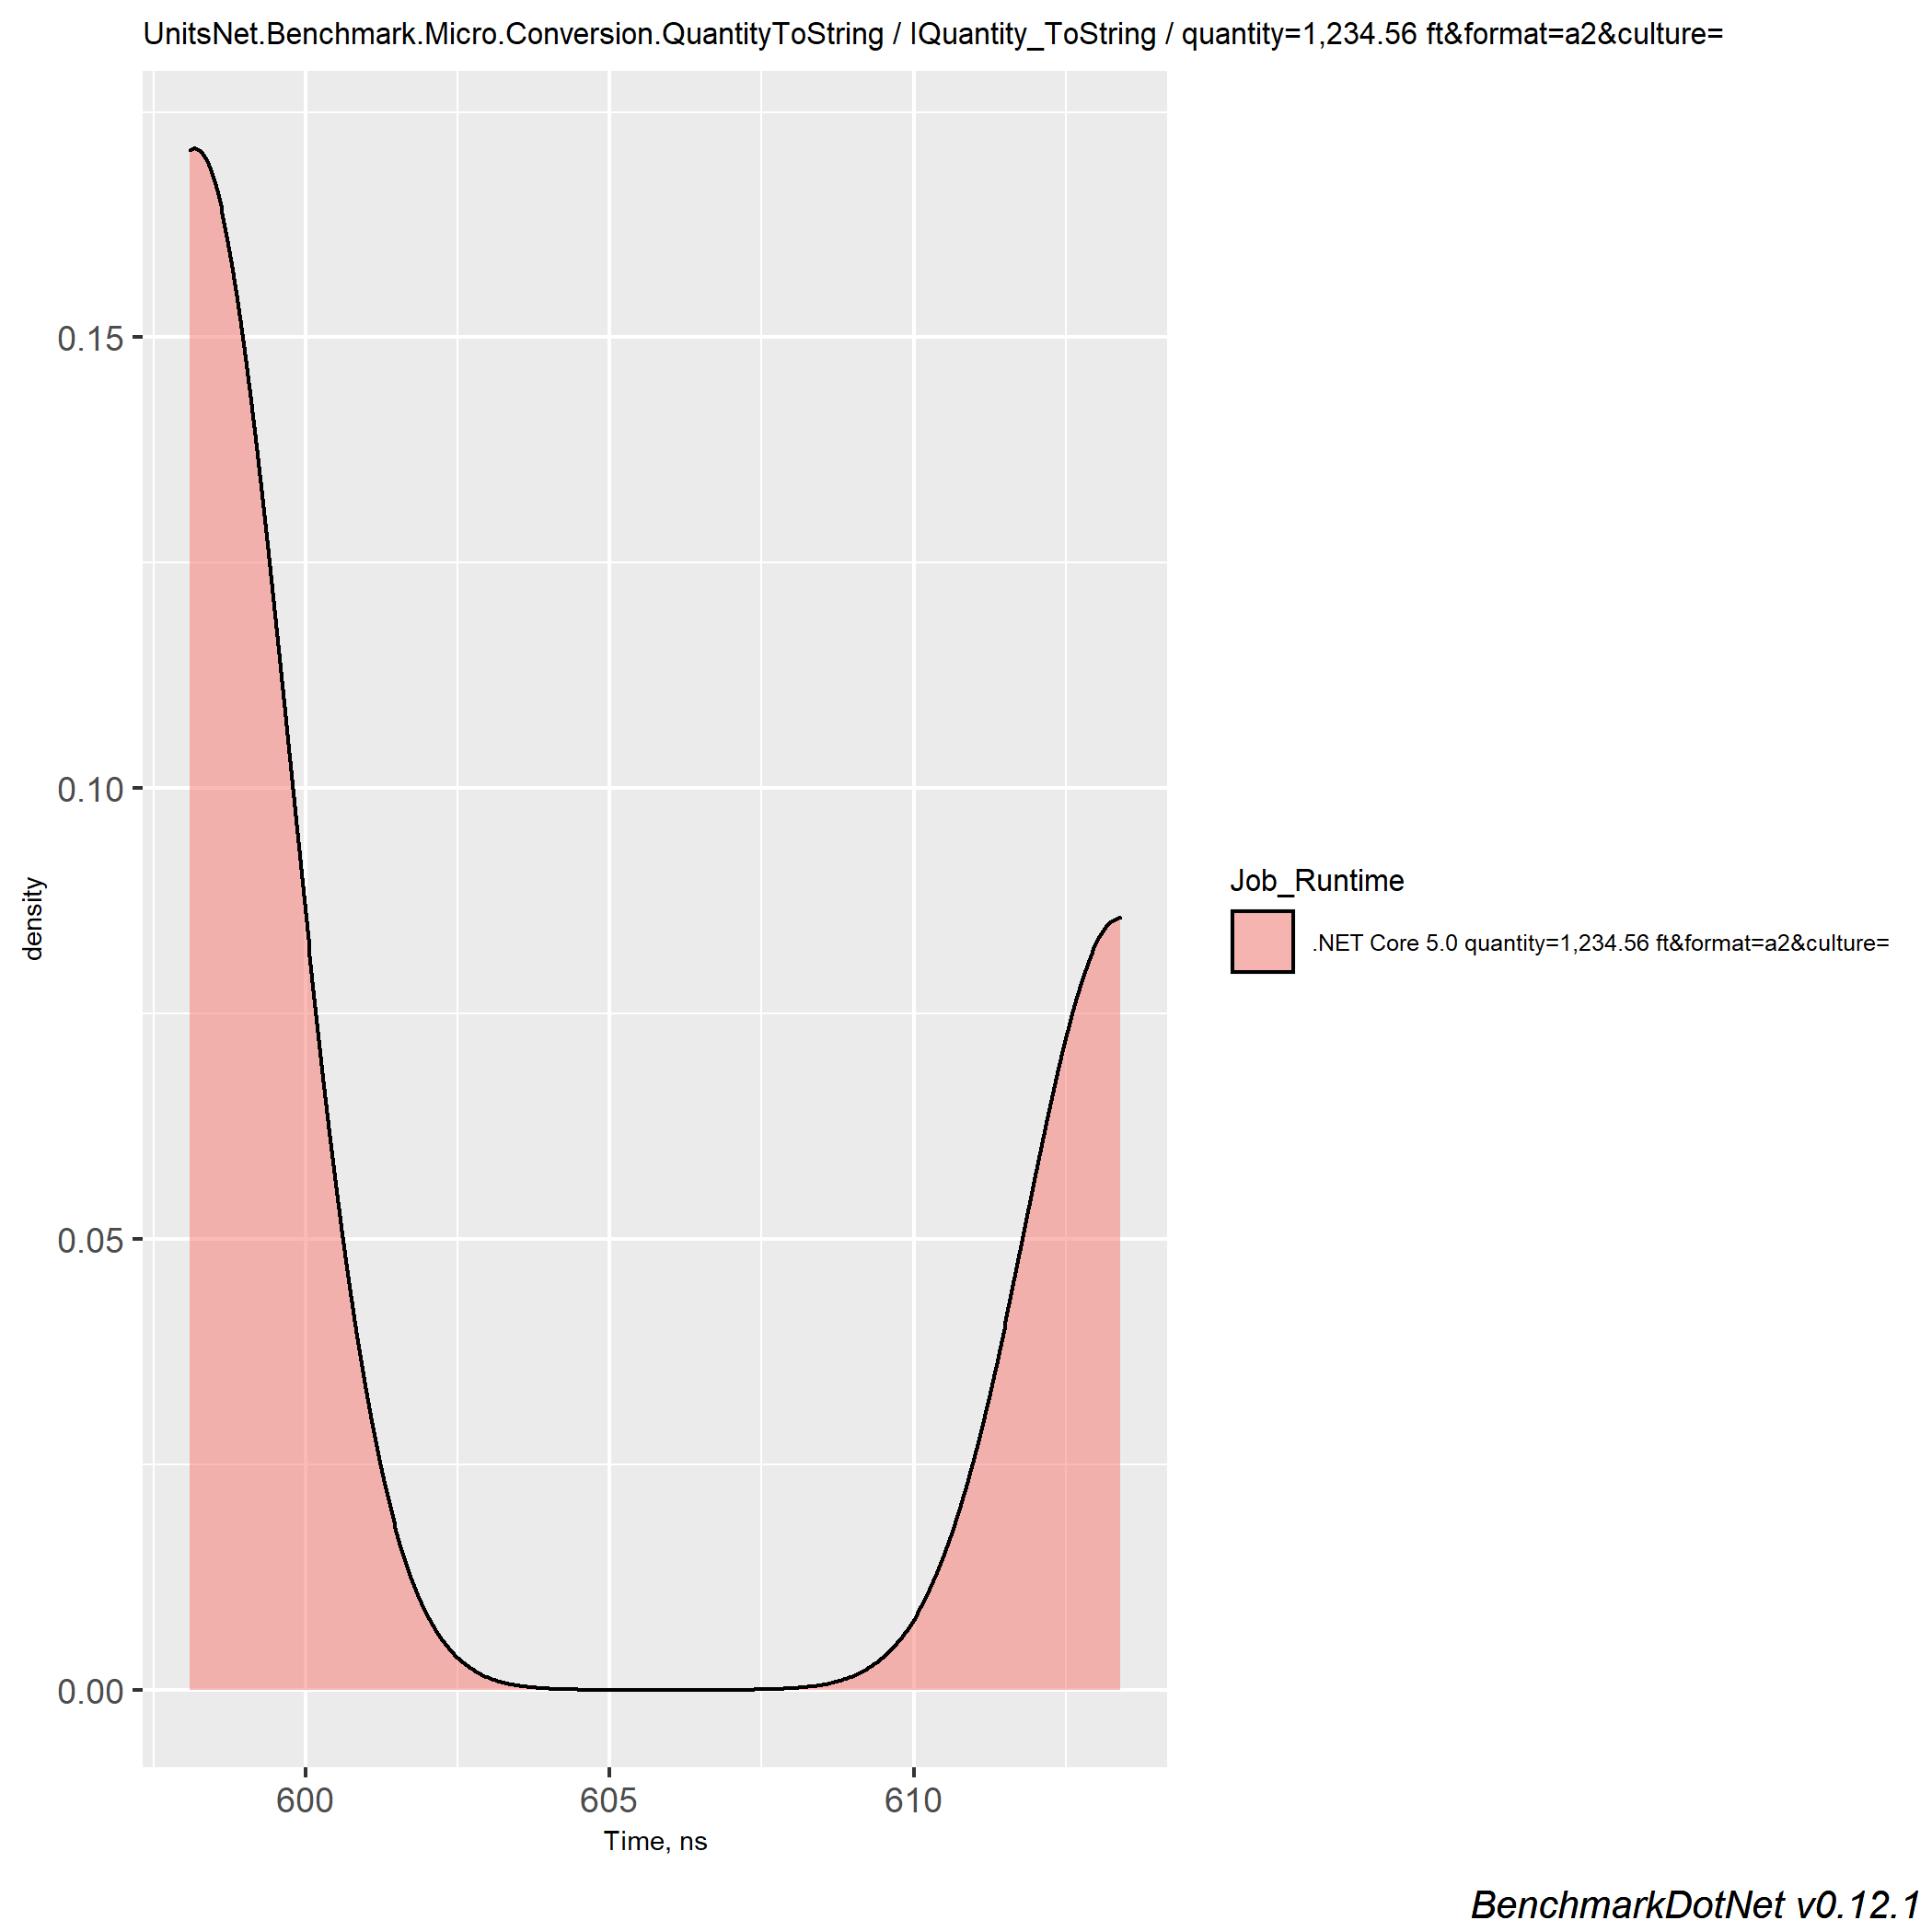 UnitsNet.Benchmark.Micro.Conversion.QuantityToString / IQuantity_ToString / quantity=1,234.56 ft&format=a2&culture=
0.15
0.10
0.05
0.00
density
600 605 610
Time, ns
Job_Runtime
.NET Core 5.0 quantity=1,234.56 ft&format=a2&culture=
BenchmarkDotNet v0.12.1